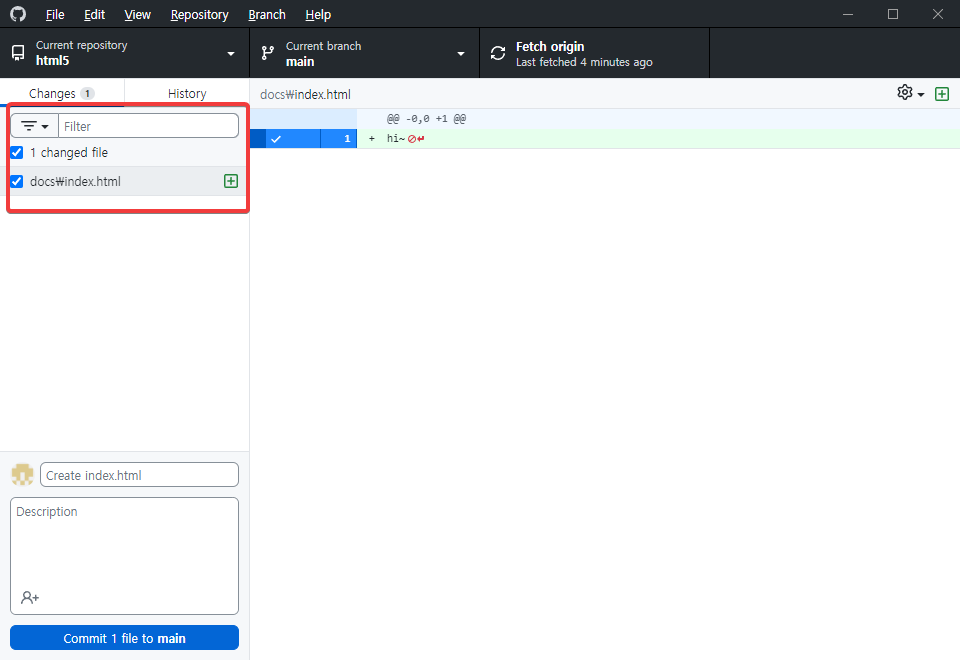 File Edit View Repository Branch Help
Current repository
html5
Current branch
main
Fetch origin
Last fetched 4 minutes ago
Changes 1
History
Filter
1 changed file
docs₩index.html
Create index.html
Description
Commit 1 file to main
docs₩index.html
@@ -0,0 +1 @@
1 + hi~